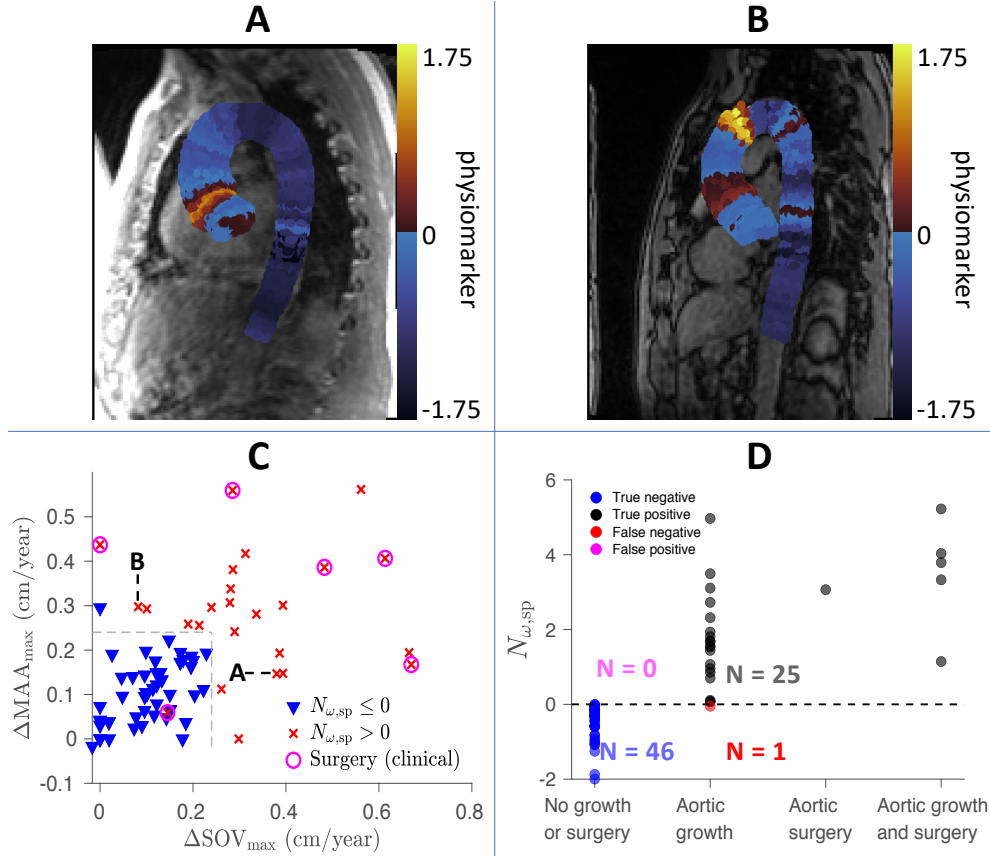 A
1.75
0
-1.75
physiomarker
B
1.75
0
-1.75
physiomarker
C
ΔMAA_max (cm/year)
0.5
0.4
0.3
0.2
0.1
0
-0.1
0
0.2
0.4
0.6
0.8
ΔSOV_max (cm/year)
B
A
N_ω,sp ≤ 0
N_ω,sp > 0
Surgery (clinical)
D
N_ω,sp
6
4
2
0
-2
True negative
True positive
False negative
False positive
N = 0
N = 25
N = 46
N = 1
No growth
or surgery
Aortic
growth
Aortic
surgery
Aortic growth
and surgery